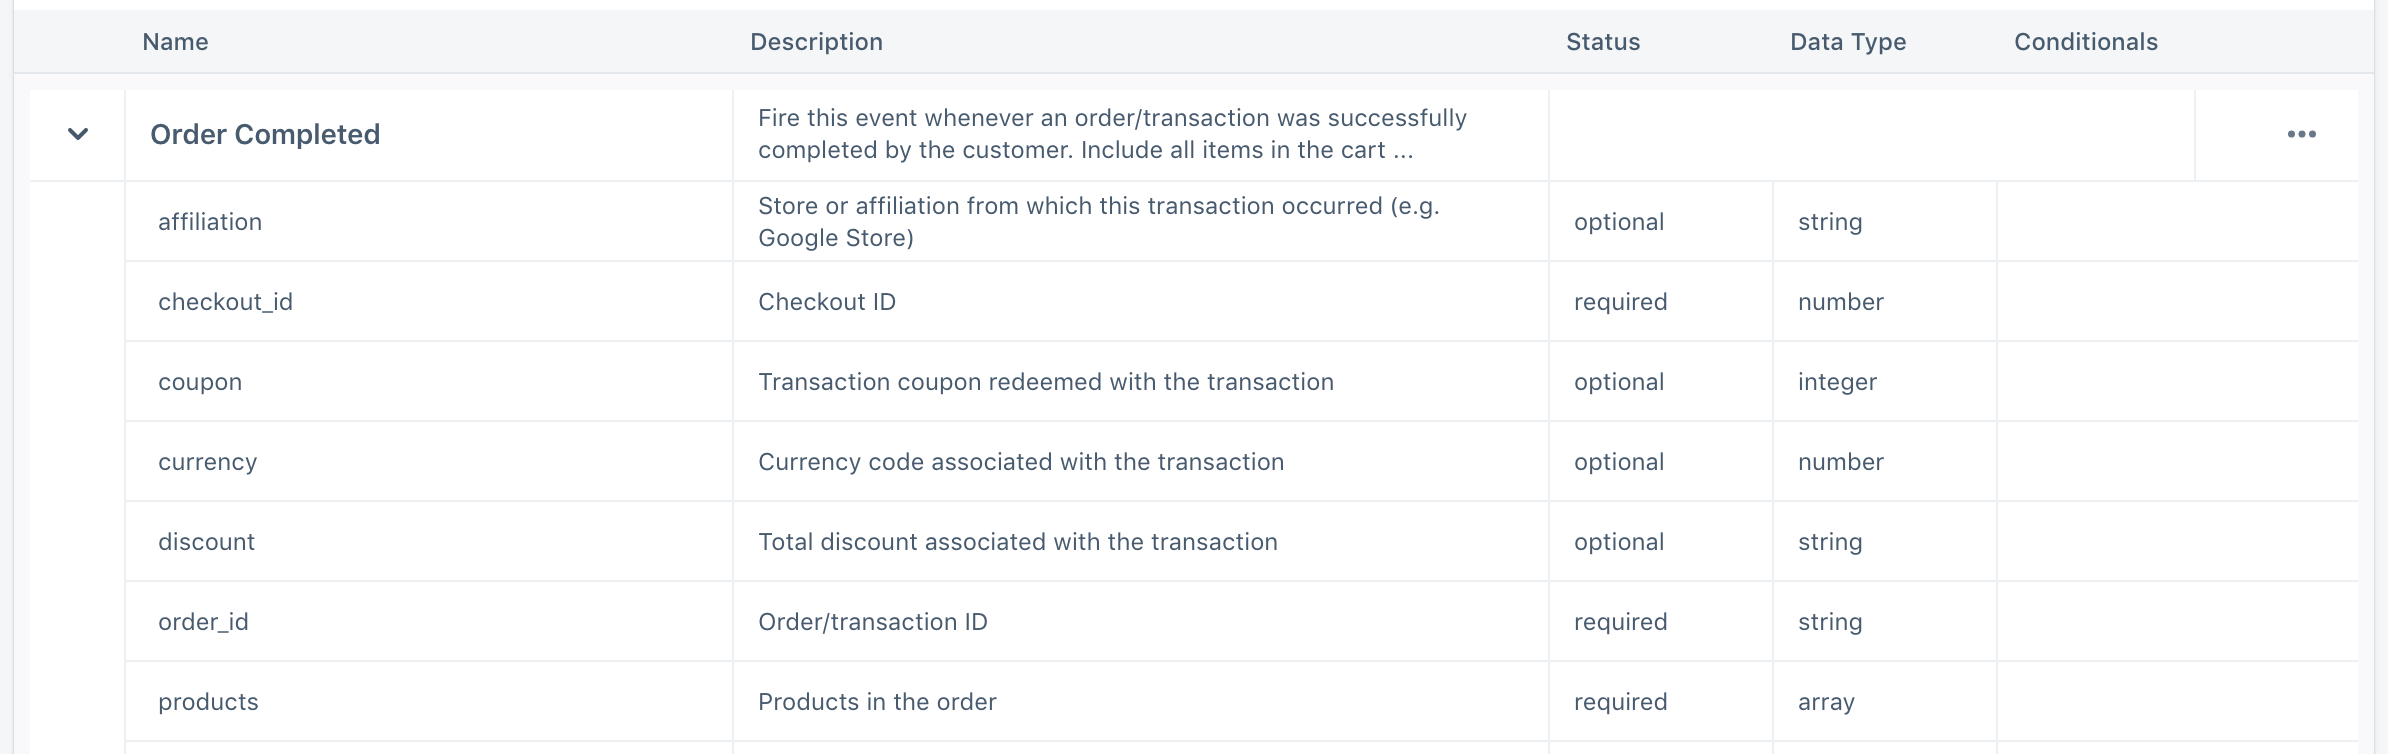 Name Description Status Data Type Conditionals
Order Completed
Fire this event whenever an order/transaction was successfully
completed by the customer. Include all items in the cart ...
affiliation
Store or affiliation from which this transaction occurred (e.g.
Google Store)
optional string
checkout_id Checkout ID required number
coupon Transaction coupon redeemed with the transaction optional integer
currency Currency code associated with the transaction optional number
discount Total discount associated with the transaction optional string
order_id Order/transaction ID required string
products Products in the order required array